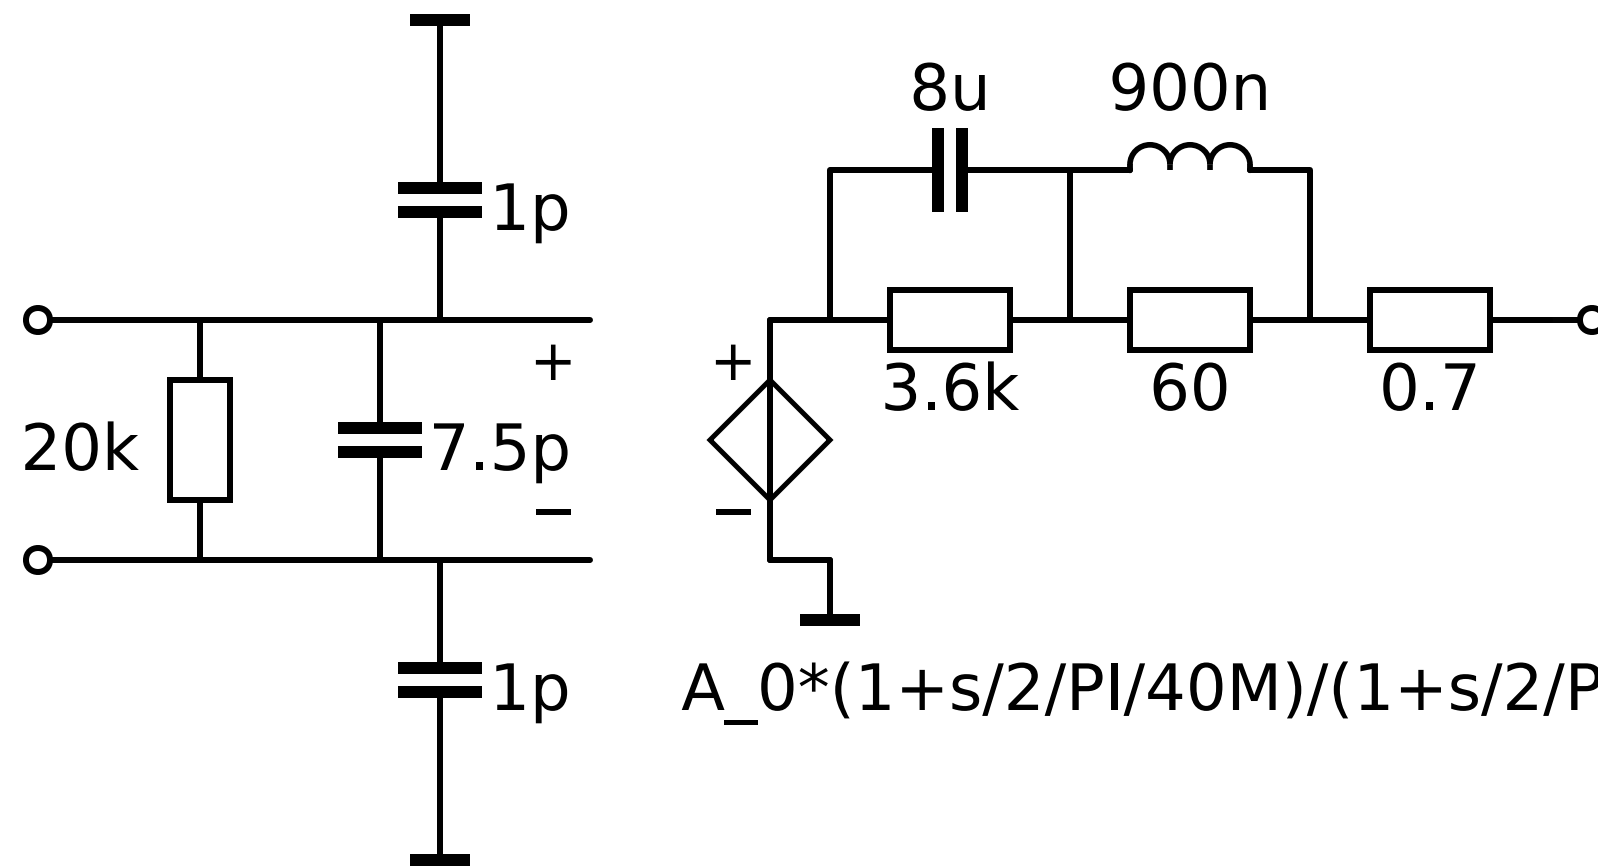 8u 900n
1p
+ +
3.6k 60 0.7
20k 7.5p
− −
1p
A_0*(1+s/2/PI/40M)/(1+s/2/P